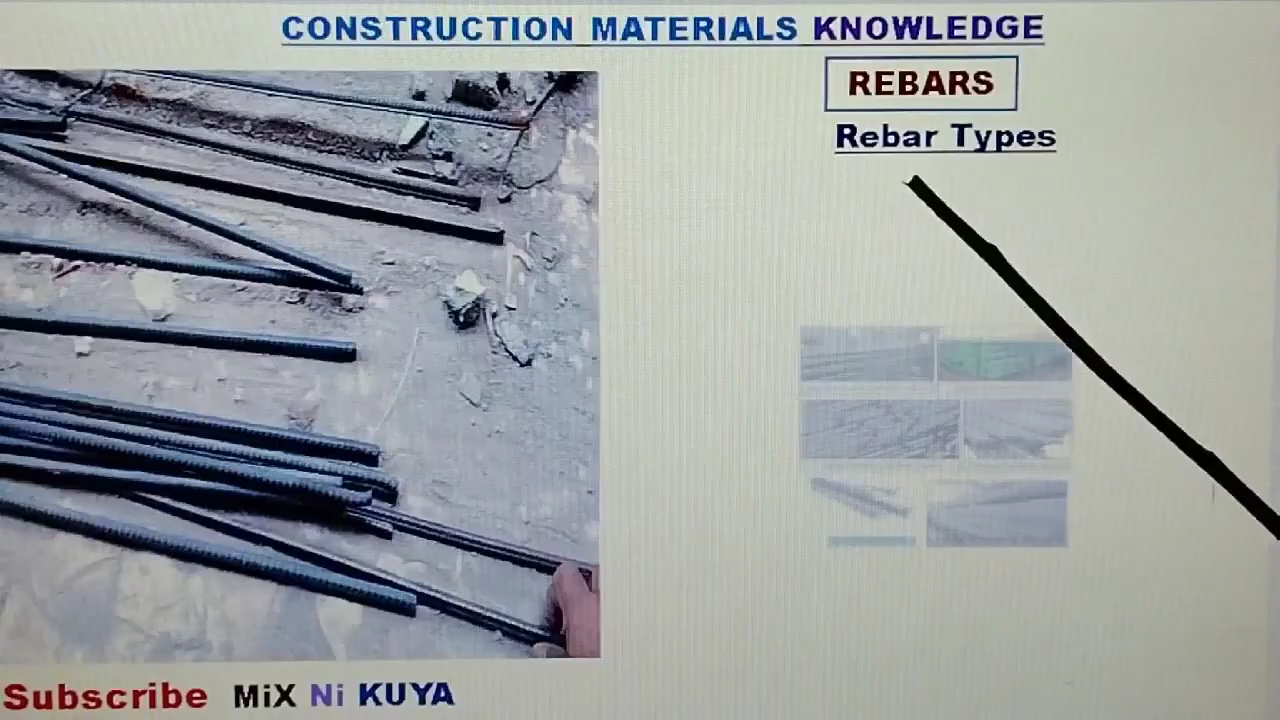 CONSTRUCTION MATERIALS KNOWLEDGE
REBARS
Rebar Types
Subscribe MiX Ni KUYA